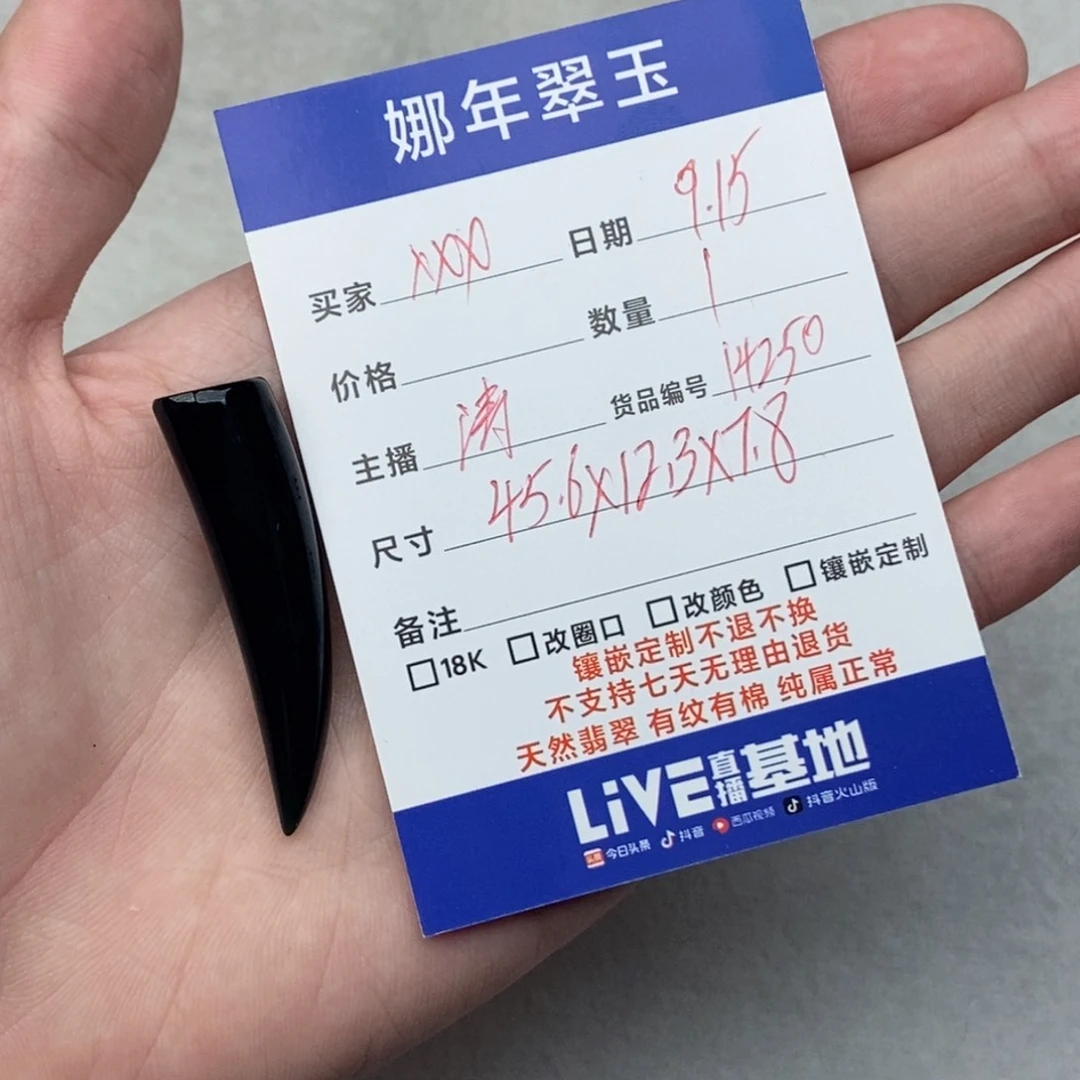 娜年翠玉
买家 XXX 日期 9.15
价格 数量 1
主播 涛 货品编号 14250
尺寸 45.6X12.3X7.8
备注
□18K □改圈口 □改颜色 □镶嵌定制
镶嵌定制不退不换
不支持七天无理由退货
天然翡翠 有纹有棉 纯属正常
LiVE直播基地
头条 今日头条 抖音 西瓜视频 抖音火山版